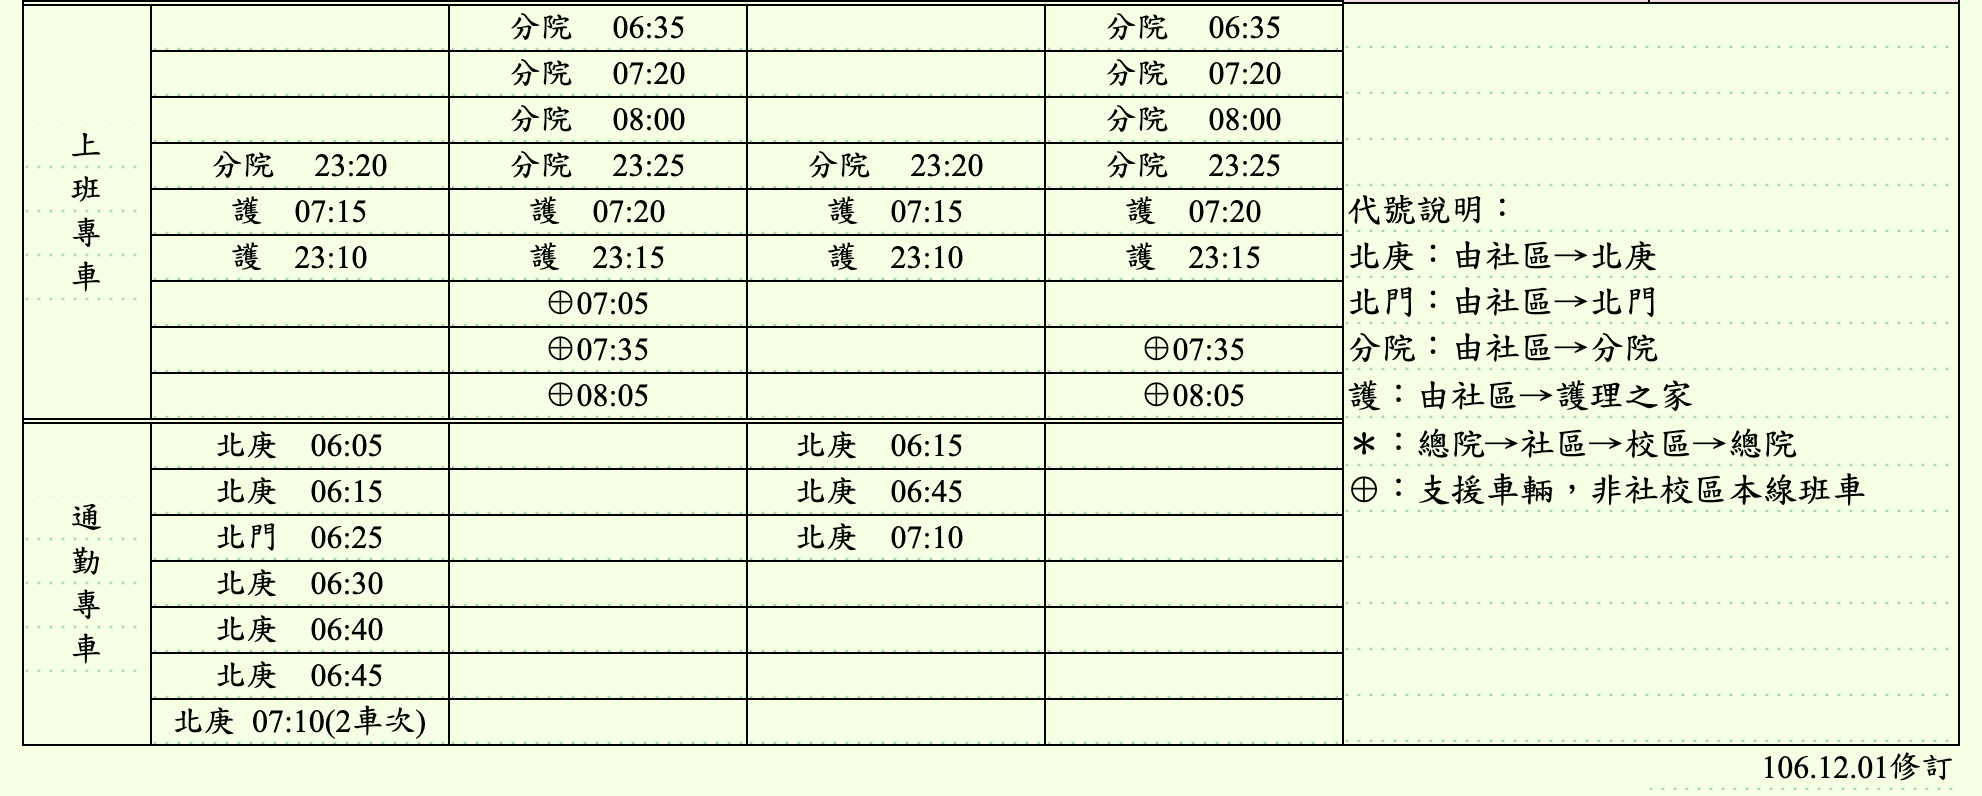 分院 06:35 分院 06:35
分院 07:20 分院 07:20
分院 08:00 分院 08:00
上班專車
分院 23:20 分院 23:25 分院 23:20 分院 23:25
護 07:15 護 07:20 護 07:15 護 07:20
護 23:10 護 23:15 護 23:10 護 23:15
⊕07:05
⊕07:35 ⊕07:35
⊕08:05 ⊕08:05
通勤專車
北庚 06:05 北庚 06:15
北庚 06:15 北庚 06:45
北門 06:25 北庚 07:10
北庚 06:30
北庚 06:40
北庚 06:45
北庚 07:10(2車次)
代號說明：
北庚：由社區→北庚
北門：由社區→北門
分院：由社區→分院
護：由社區→護理之家
＊：總院→社區→校區→總院
⊕：支援車輛，非社校區本線班車
106.12.01修訂